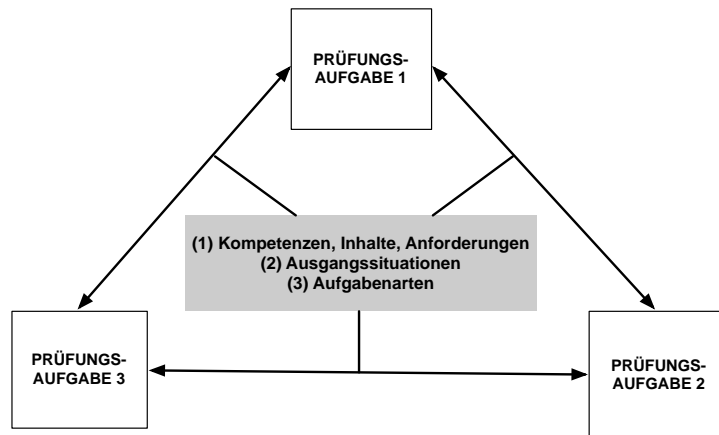 PRÜFUNGS-
AUFGABE 1
(1) Kompetenzen, Inhalte, Anforderungen
(2) Ausgangssituationen
(3) Aufgabenarten
PRÜFUNGS-
AUFGABE 3
PRÜFUNGS-
AUFGABE 2